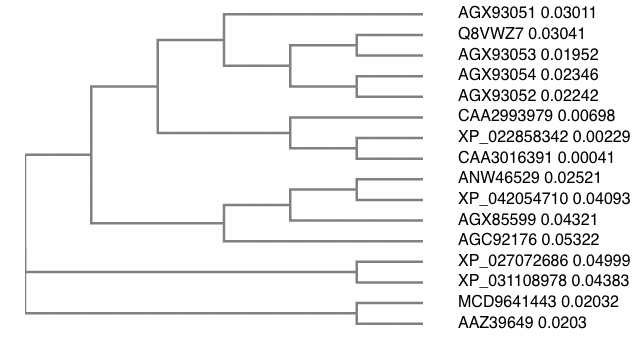 AGX93051 0.03011
Q8VWZ7 0.03041
AGX93053 0.01952
AGX93054 0.02346
AGX93052 0.02242
CAA2993979 0.00698
XP_022858342 0.00229
CAA3016391 0.00041
ANW46529 0.02521
XP_042054710 0.04093
AGX85599 0.04321
AGC92176 0.05322
XP_027072686 0.04999
XP_031108978 0.04383
MCD9641443 0.02032
AAZ39649 0.0203